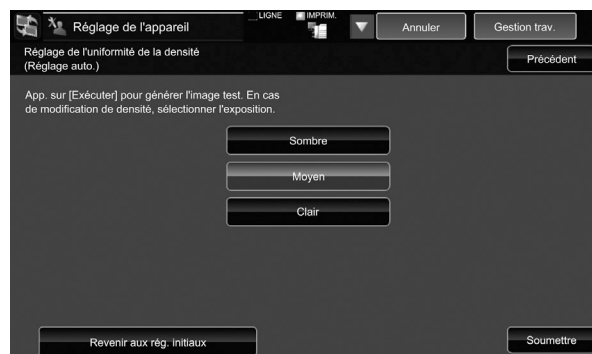 Réglage de l'appareil
LIGNE
IMPRIM.
Annuler
Gestion trav.
Réglage de l'uniformité de la densité
(Réglage auto.)
Précédent
App. sur [Exécuter] pour générer l'image test. En cas
de modification de densité, sélectionner l'exposition.
Sombre
Moyen
Clair
Revenir aux rég. initiaux
Soumettre